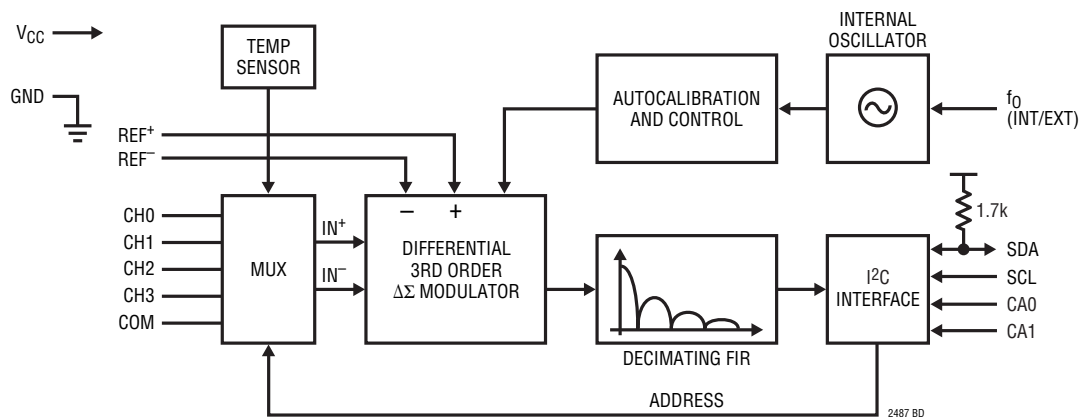 V_CC
GND
TEMP
SENSOR
INTERNAL
OSCILLATOR
AUTOCALIBRATION
AND CONTROL
f_O
(INT/EXT)
REF⁺
REF⁻
1.7k
CH0
CH1
CH2
CH3
COM
MUX
IN⁺
IN⁻
– +
DIFFERENTIAL
3RD ORDER
ΔΣ MODULATOR
DECIMATING FIR
I²C
INTERFACE
SDA
SCL
CA0
CA1
ADDRESS
2487 BD